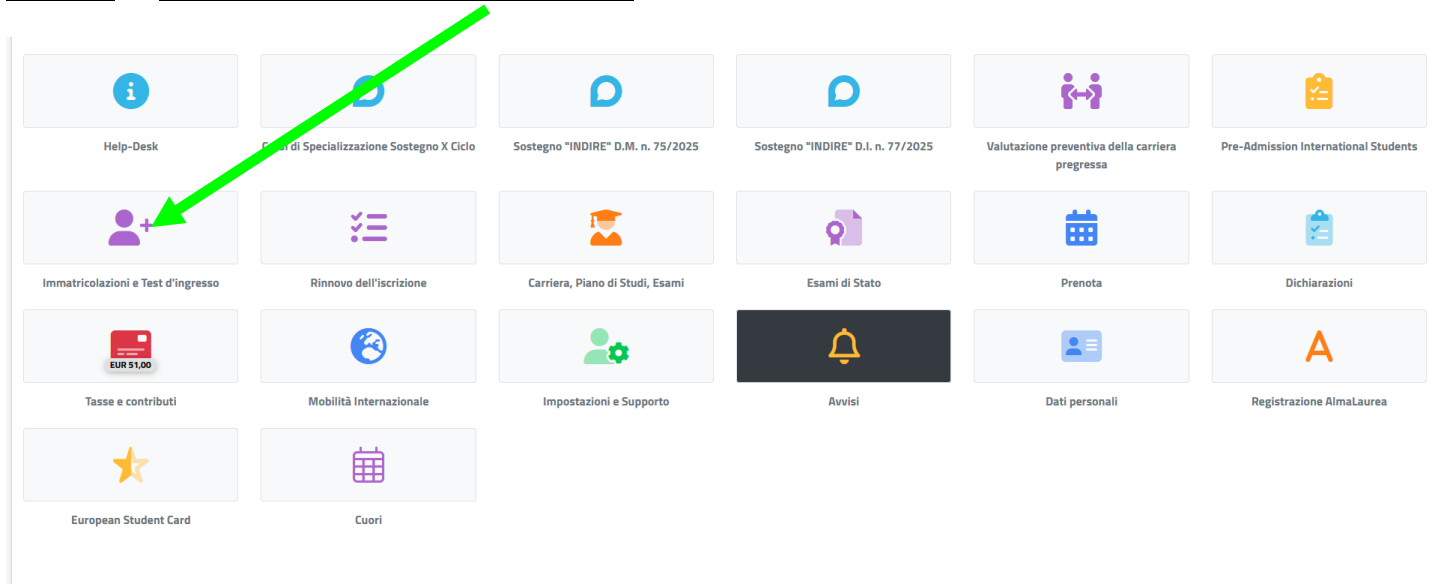 Help-Desk
di Specializzazione Sostegno X Ciclo
Sostegno "INDIRE" D.M. n. 75/2025
Sostegno "INDIRE" D.I. n. 77/2025
Valutazione preventiva della carriera
pregressa
Pre-Admission International Students
Immatricolazioni e Test d'ingresso
Rinnovo dell'iscrizione
Carriera, Piano di Studi, Esami
Esami di Stato
Prenota
Dichiarazioni
EUR 51,00
Tasse e contributi
Mobilità Internazionale
Impostazioni e Supporto
Avvisi
Dati personali
A
Registrazione AlmaLaurea
European Student Card
Cuori